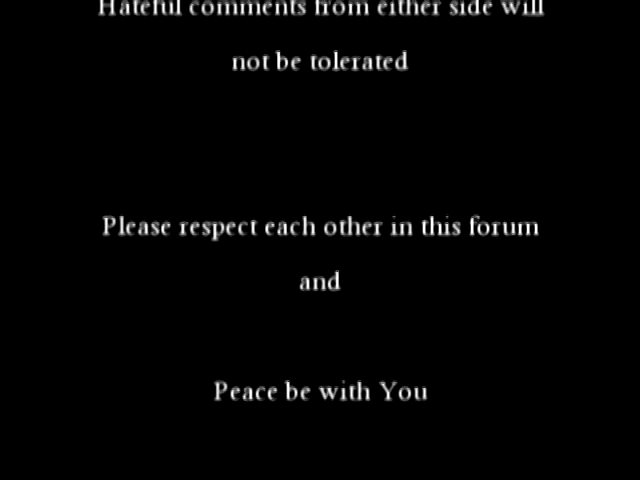 Hateful comments from either side will
not be tolerated
Please respect each other in this forum
and
Peace be with You